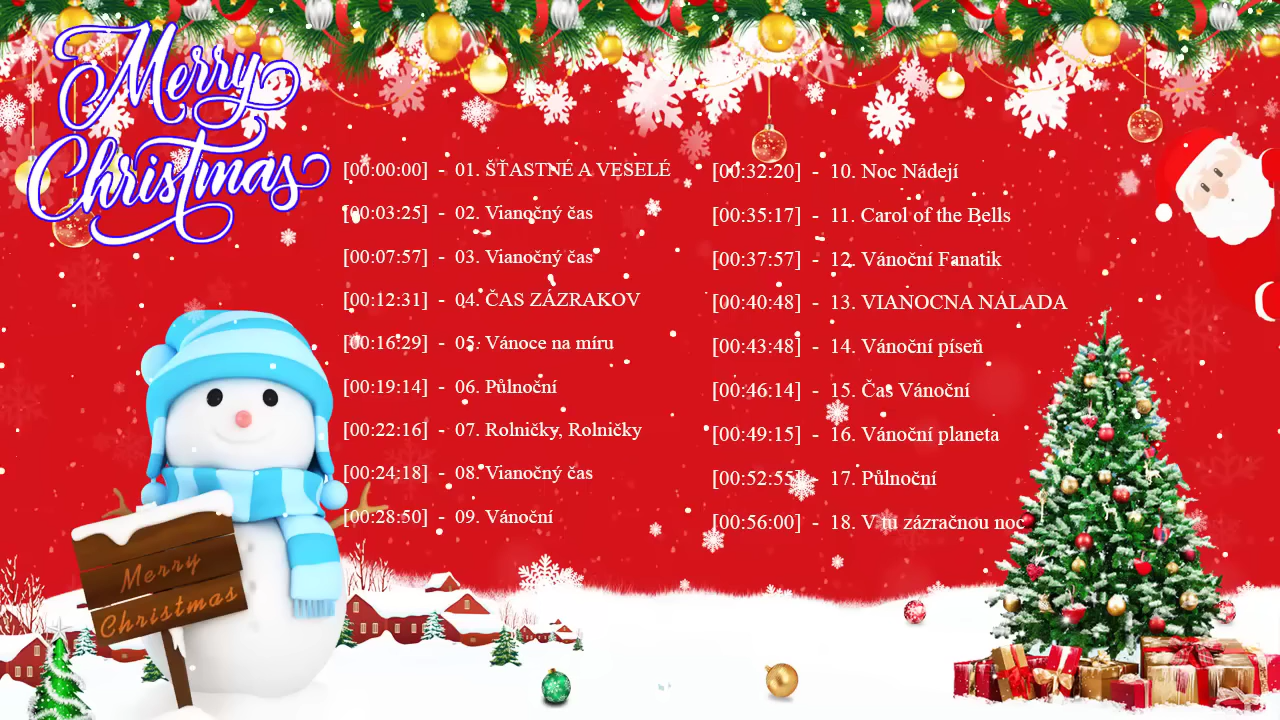 Merry
Christmas
[00:00:00] - 01. ŠŤASTNÉ A VESELÉ
[00:03:25] - 02. Vianočný čas
[00:07:57] - 03. Vianočný čas
[00:12:31] - 04. ČAS ZÁZRAKOV
[00:16:29] - 05. Vánoce na míru
[00:19:14] - 06. Půlnoční
[00:22:16] - 07. Rolničky, Rolničky
[00:24:18] - 08. Vianočný čas
[00:28:50] - 09. Vánoční
[00:32:20] - 10. Noc Nádejí
[00:35:17] - 11. Carol of the Bells
[00:37:57] - 12. Vánoční Fanatik
[00:40:48] - 13. VIANOCNA NÁLADA
[00:43:48] - 14. Vánoční píseň
[00:46:14] - 15. Čas Vánoční
[00:49:15] - 16. Vánoční planeta
[00:52:55] - 17. Půlnoční
[00:56:00] - 18. V tu zázračnou noc
Merry
Christmas